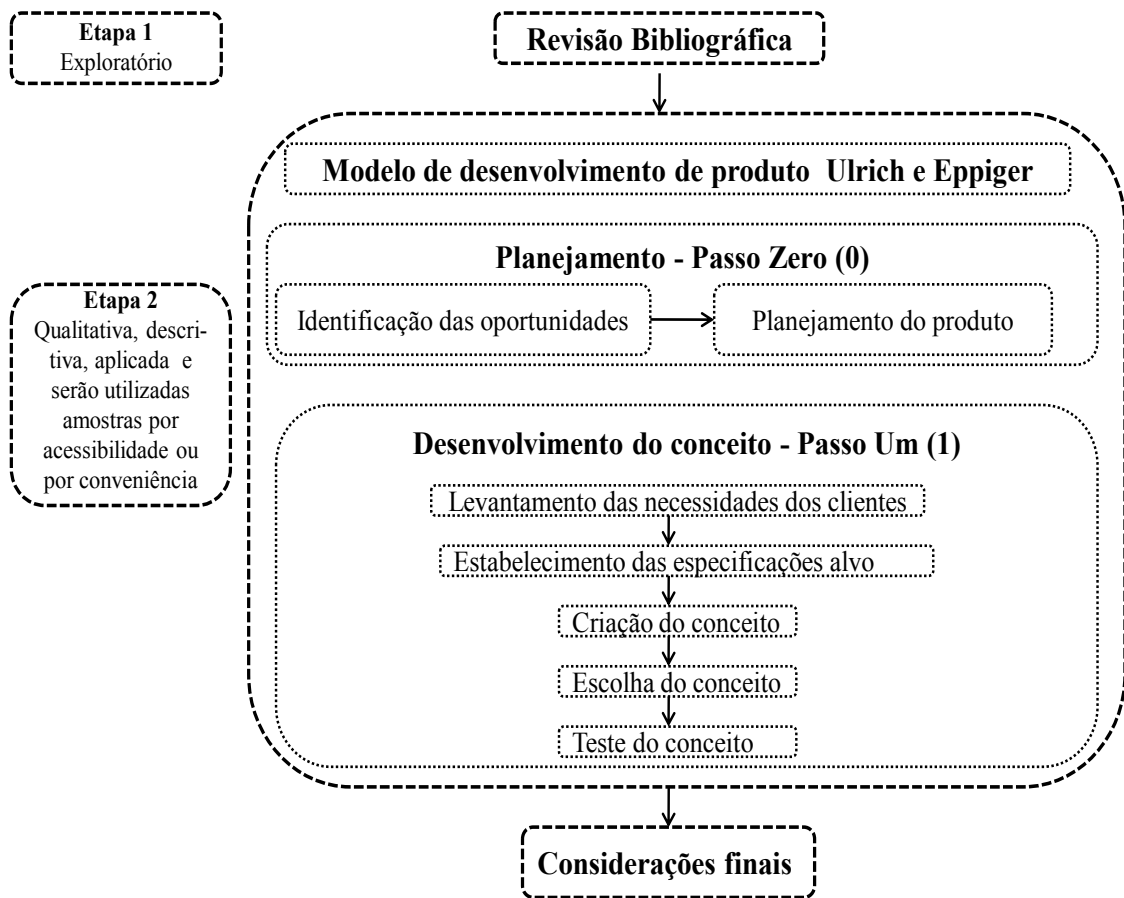 Etapa 1
Exploratório
Revisão Bibliográfica
Modelo de desenvolvimento de produto Ulrich e Eppiger
Planejamento - Passo Zero (0)
Identificação das oportunidades
Planejamento do produto
Etapa 2
Qualitativa, descri-
tiva, aplicada e
serão utilizadas
amostras por
acessibilidade ou
por conveniência
Desenvolvimento do conceito - Passo Um (1)
Levantamento das necessidades dos clientes
Estabelecimento das especificações alvo
Criação do conceito
Escolha do conceito
Teste do conceito
Considerações finais